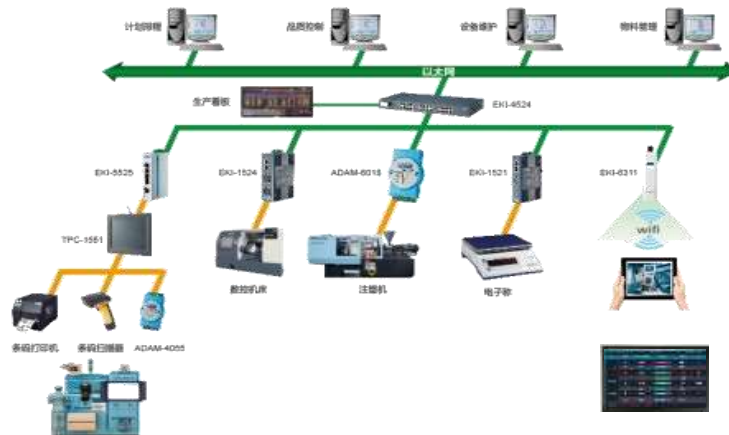 计划排程
品质控制
设备维护
物料管理
以太网
生产看板
EKI-4524
EKI-5525
EKI-1524
ADAM-6018
EKI-1521
EKI-6311
TPC-1551
wifi
数控机床
注塑机
电子称
条码打印机
条码扫描器
ADAM-4055